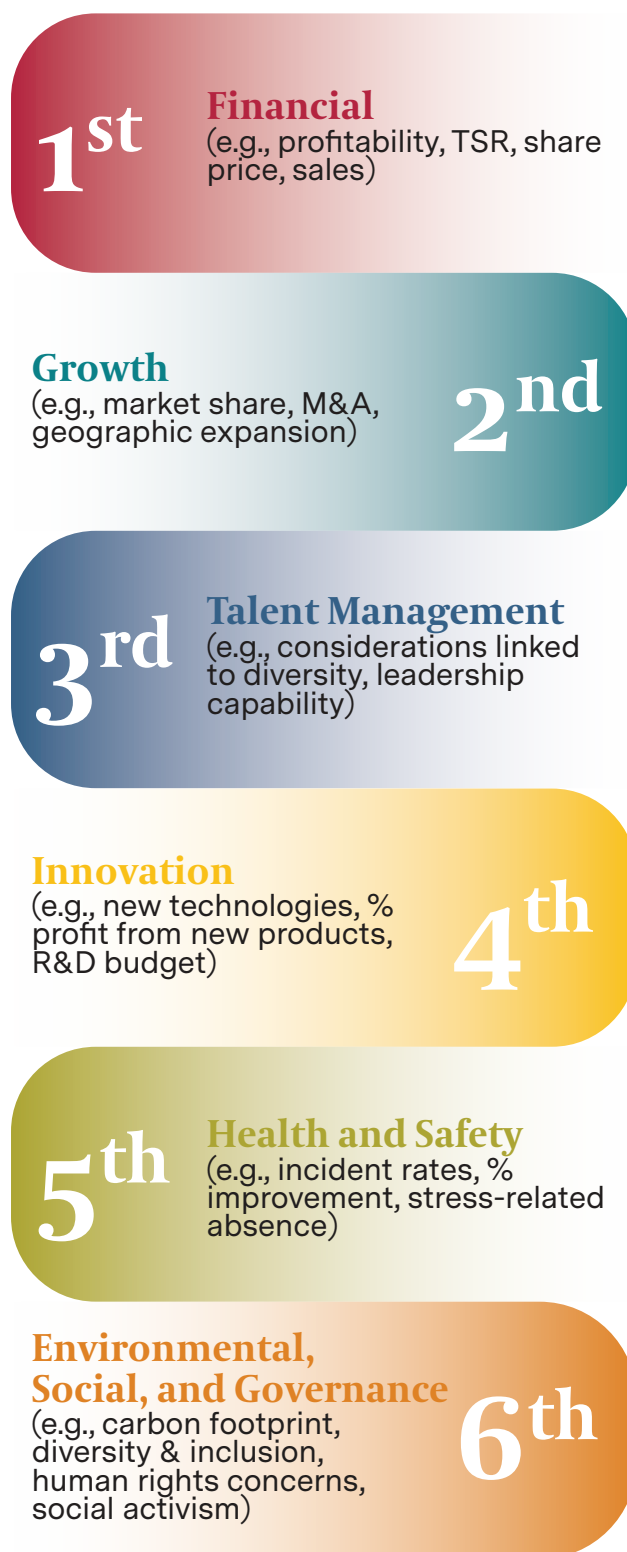 1st
Financial
(e.g., profitability, TSR, share
price, sales)
Growth
(e.g., market share, M&A,
geographic expansion)
2nd
3rd
Talent Management
(e.g., considerations linked
to diversity, leadership
capability)
Innovation
(e.g., new technologies, %
profit from new products,
R&D budget)
4th
5th
Health and Safety
(e.g., incident rates, %
improvement, stress-related
absence)
Environmental,
Social, and Governance
(e.g., carbon footprint,
diversity & inclusion,
human rights concerns,
social activism)
6th